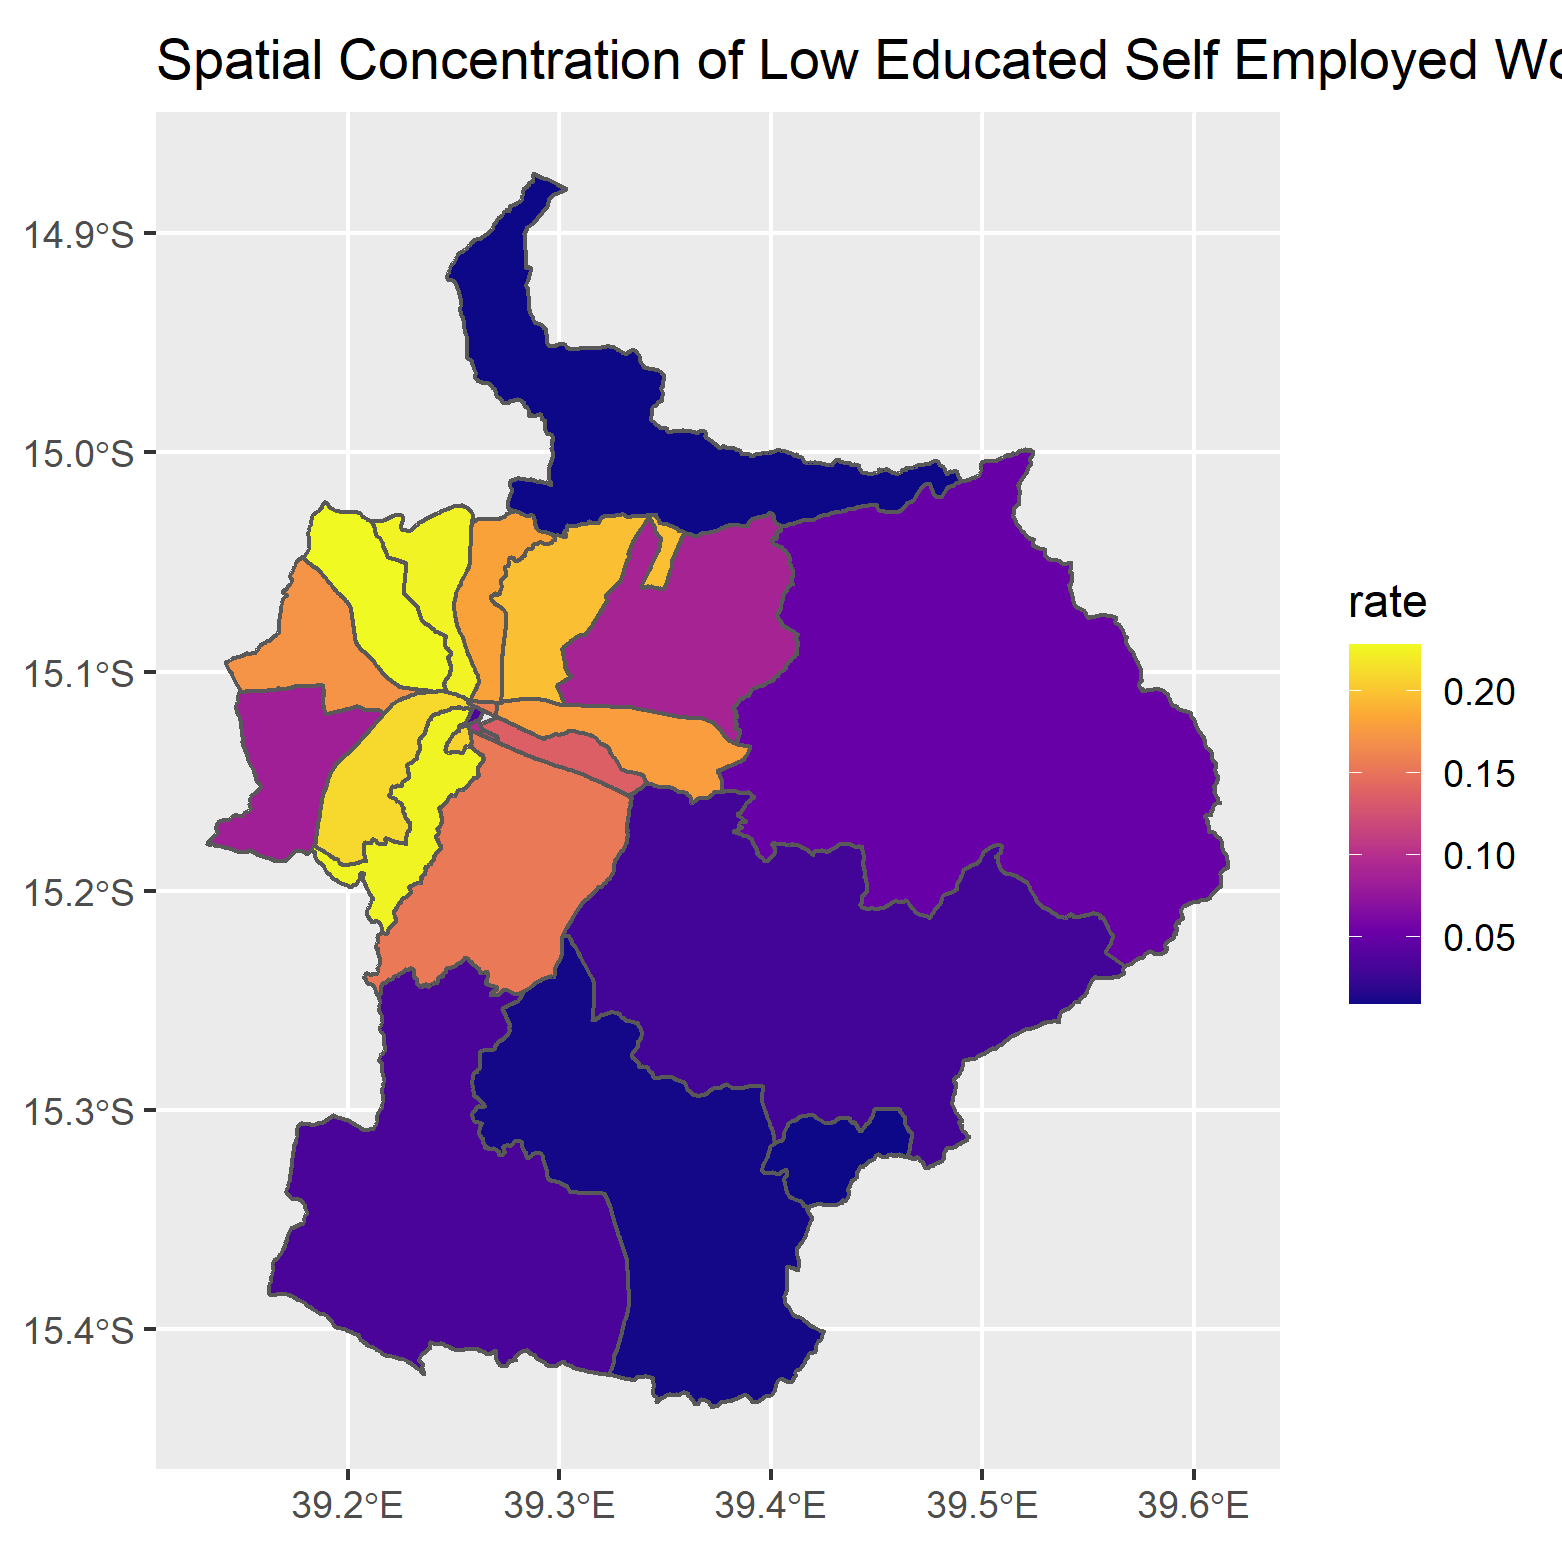 Spatial Concentration of Low Educated Self Employed Wo
14.9°S
15.0°S
15.1°S
15.2°S
15.3°S
15.4°S
39.2°E
39.3°E
39.4°E
39.5°E
39.6°E
rate
0.20
0.15
0.10
0.05